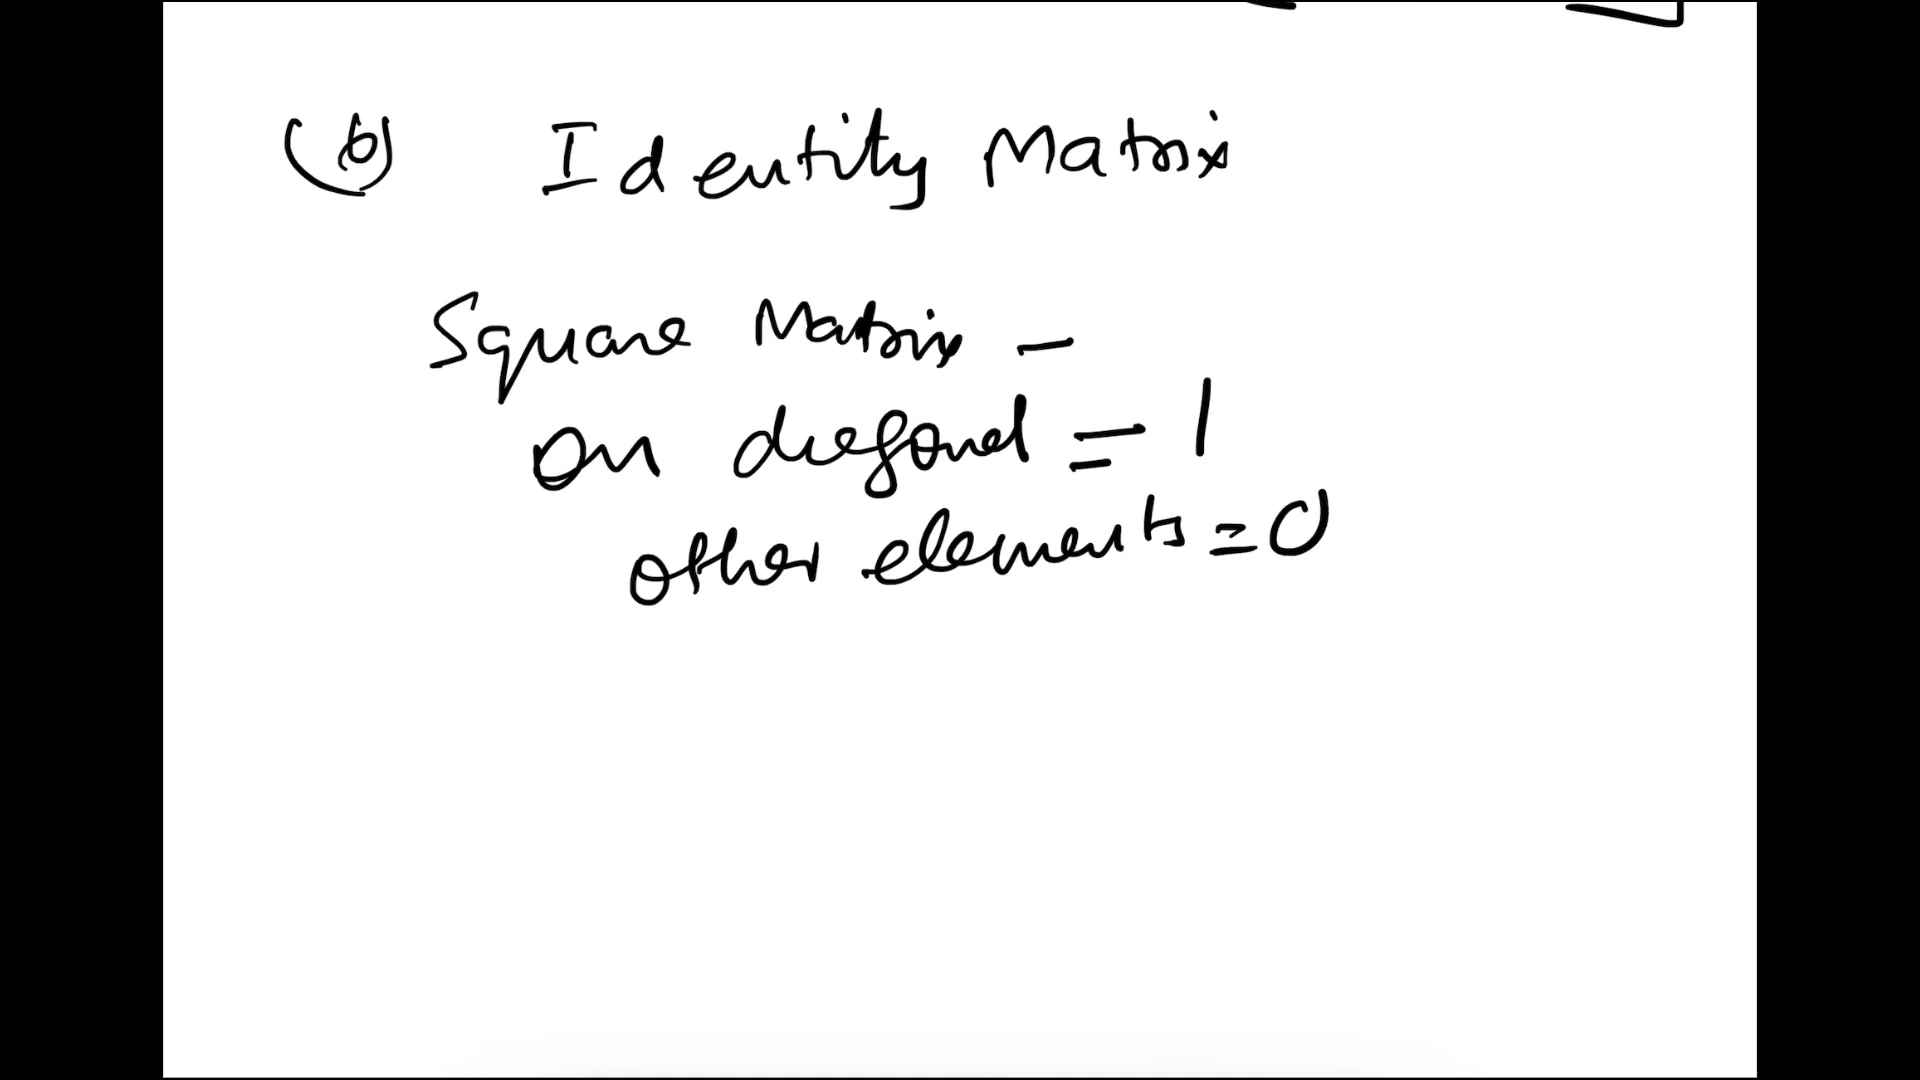 (b) Identity Matrix
Square Matrix -
on diagonal = 1
other elements = 0